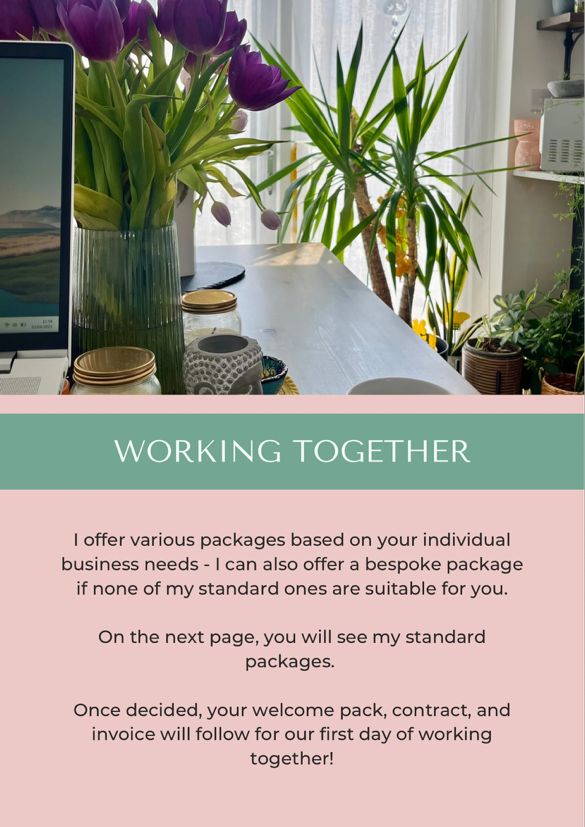 WORKING TOGETHER
I offer various packages based on your individual
business needs - I can also offer a bespoke package
if none of my standard ones are suitable for you.
On the next page, you will see my standard
packages.
Once decided, your welcome pack, contract, and
invoice will follow for our first day of working
together!